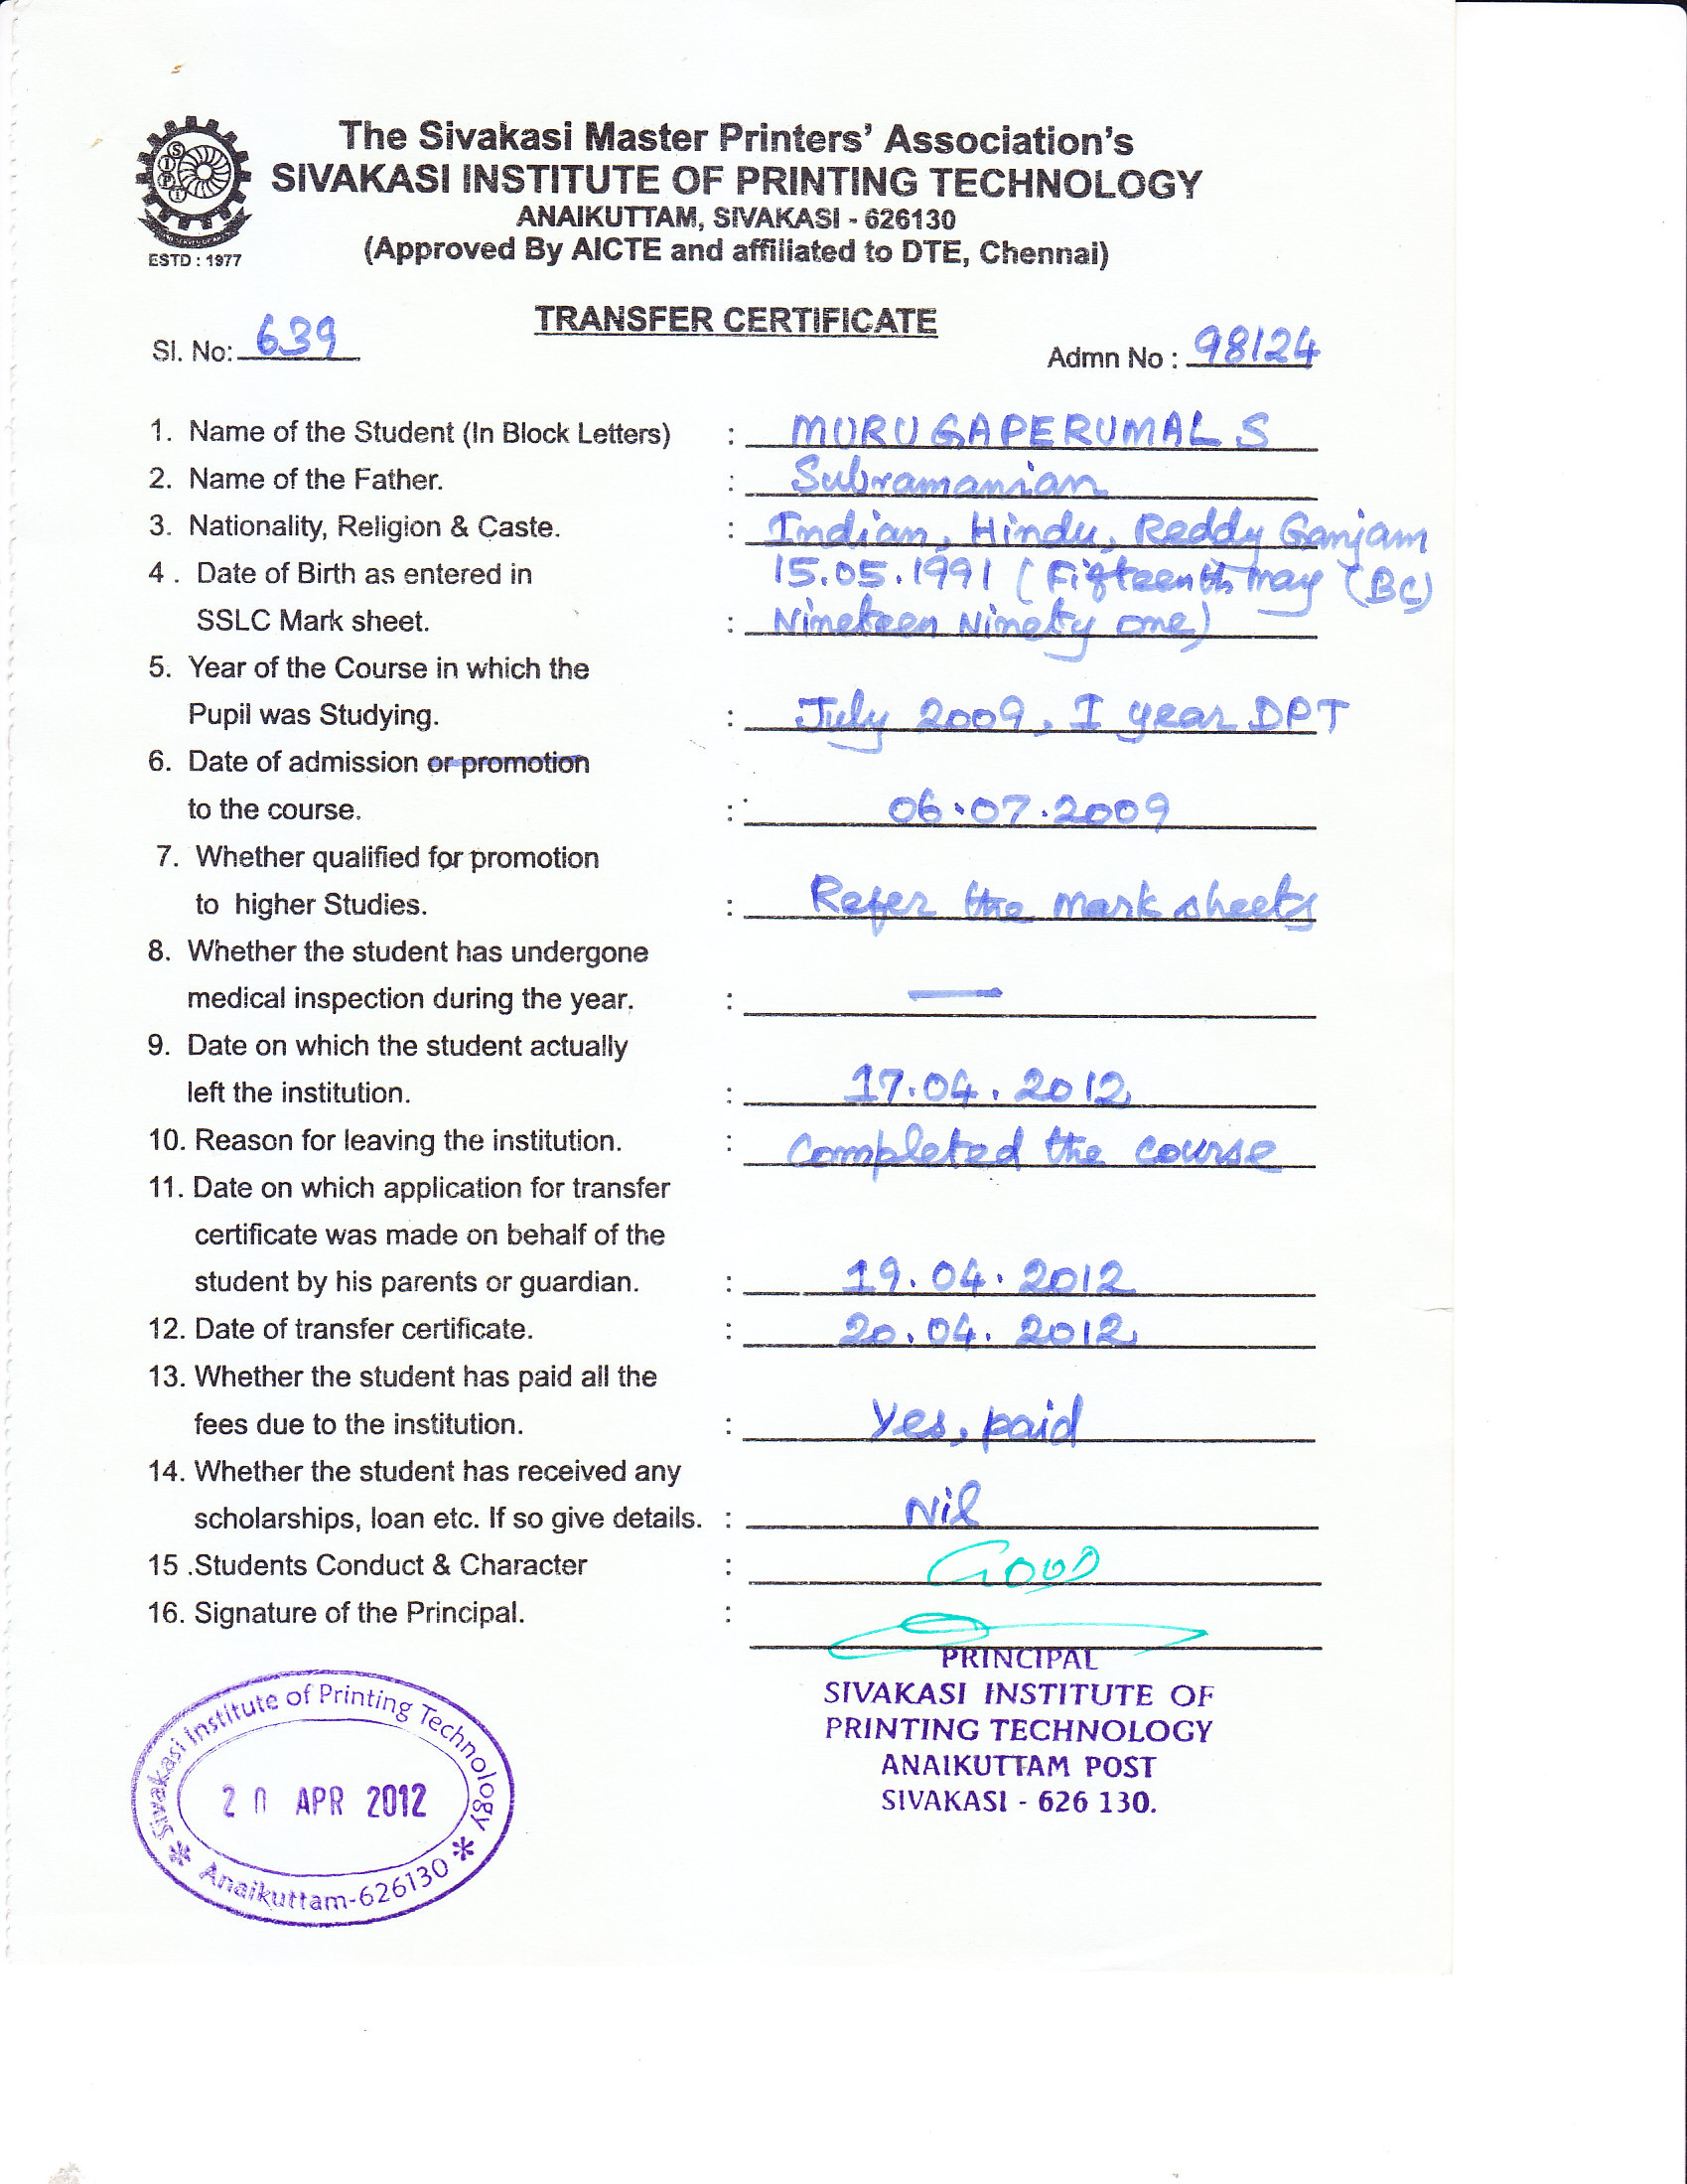 The Sivakasi Master Printers' Association's
SIVAKASI INSTITUTE OF PRINTING TECHNOLOGY
ANAIKUTTAM, SIVAKASI - 626130
(Approved By AICTE and affiliated to DTE, Chennai)
SIPT
ESTD : 1977
TRANSFER CERTIFICATE
Sl. No: 639
Admn No : 98124
1. Name of the Student (In Block Letters) : MURUGAPERUMAL S
2. Name of the Father. : Subramanian
3. Nationality, Religion & Caste. : Indian, Hindu, Reddy Ganjam
4 . Date of Birth as entered in 15.05.1991 (Fifteenth may (BC)
SSLC Mark sheet. : Nineteen Ninety one)
5. Year of the Course in which the
Pupil was Studying. : July 2009, I year DPT
6. Date of admission or promotion
to the course. : 06.07.2009
7. Whether qualified for promotion
to higher Studies. : Refer the mark sheets
8. Whether the student has undergone
medical inspection during the year. : —
9. Date on which the student actually
left the institution. : 17.04.2012
10. Reason for leaving the institution. : Completed the course
11. Date on which application for transfer
certificate was made on behalf of the
student by his parents or guardian. : 19.04.2012
12. Date of transfer certificate. : 20.04.2012
13. Whether the student has paid all the
fees due to the institution. : Yes, paid
14. Whether the student has received any
scholarships, loan etc. If so give details. : Nil
15 .Students Conduct & Character : GOOD
16. Signature of the Principal. :
PRINCIPAL
SIVAKASI INSTITUTE OF
PRINTING TECHNOLOGY
ANAIKUTTAM POST
SIVAKASI - 626 130.
Sivakasi Institute of Printing Technology
20 APR 2012
* Anaikuttam-626130 *